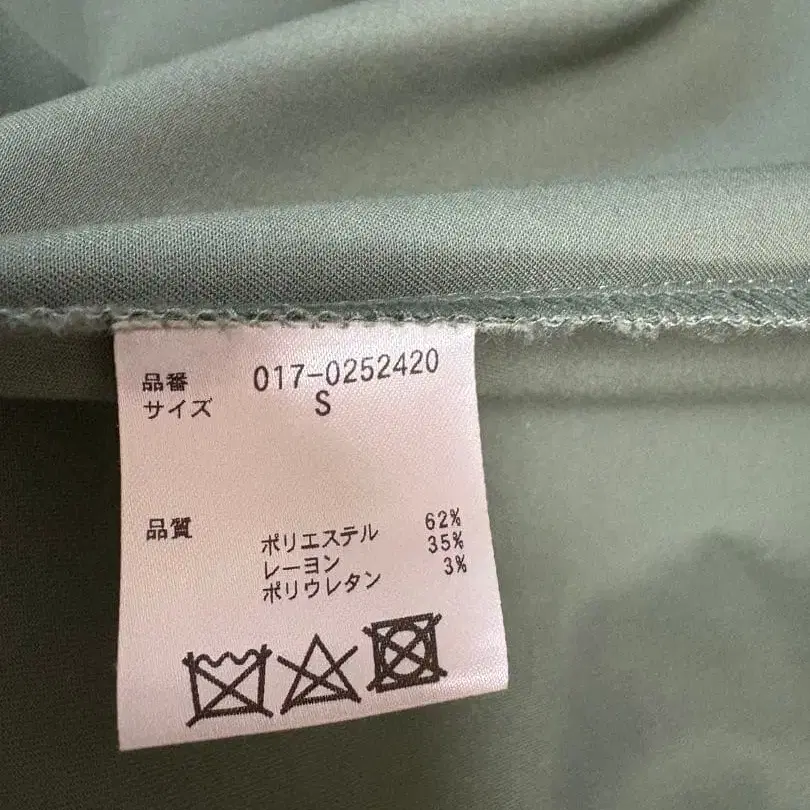 品番 017-0252420
サイズ S
品質
ポリエステル 62%
レーヨン 35%
ポリウレタン 3%